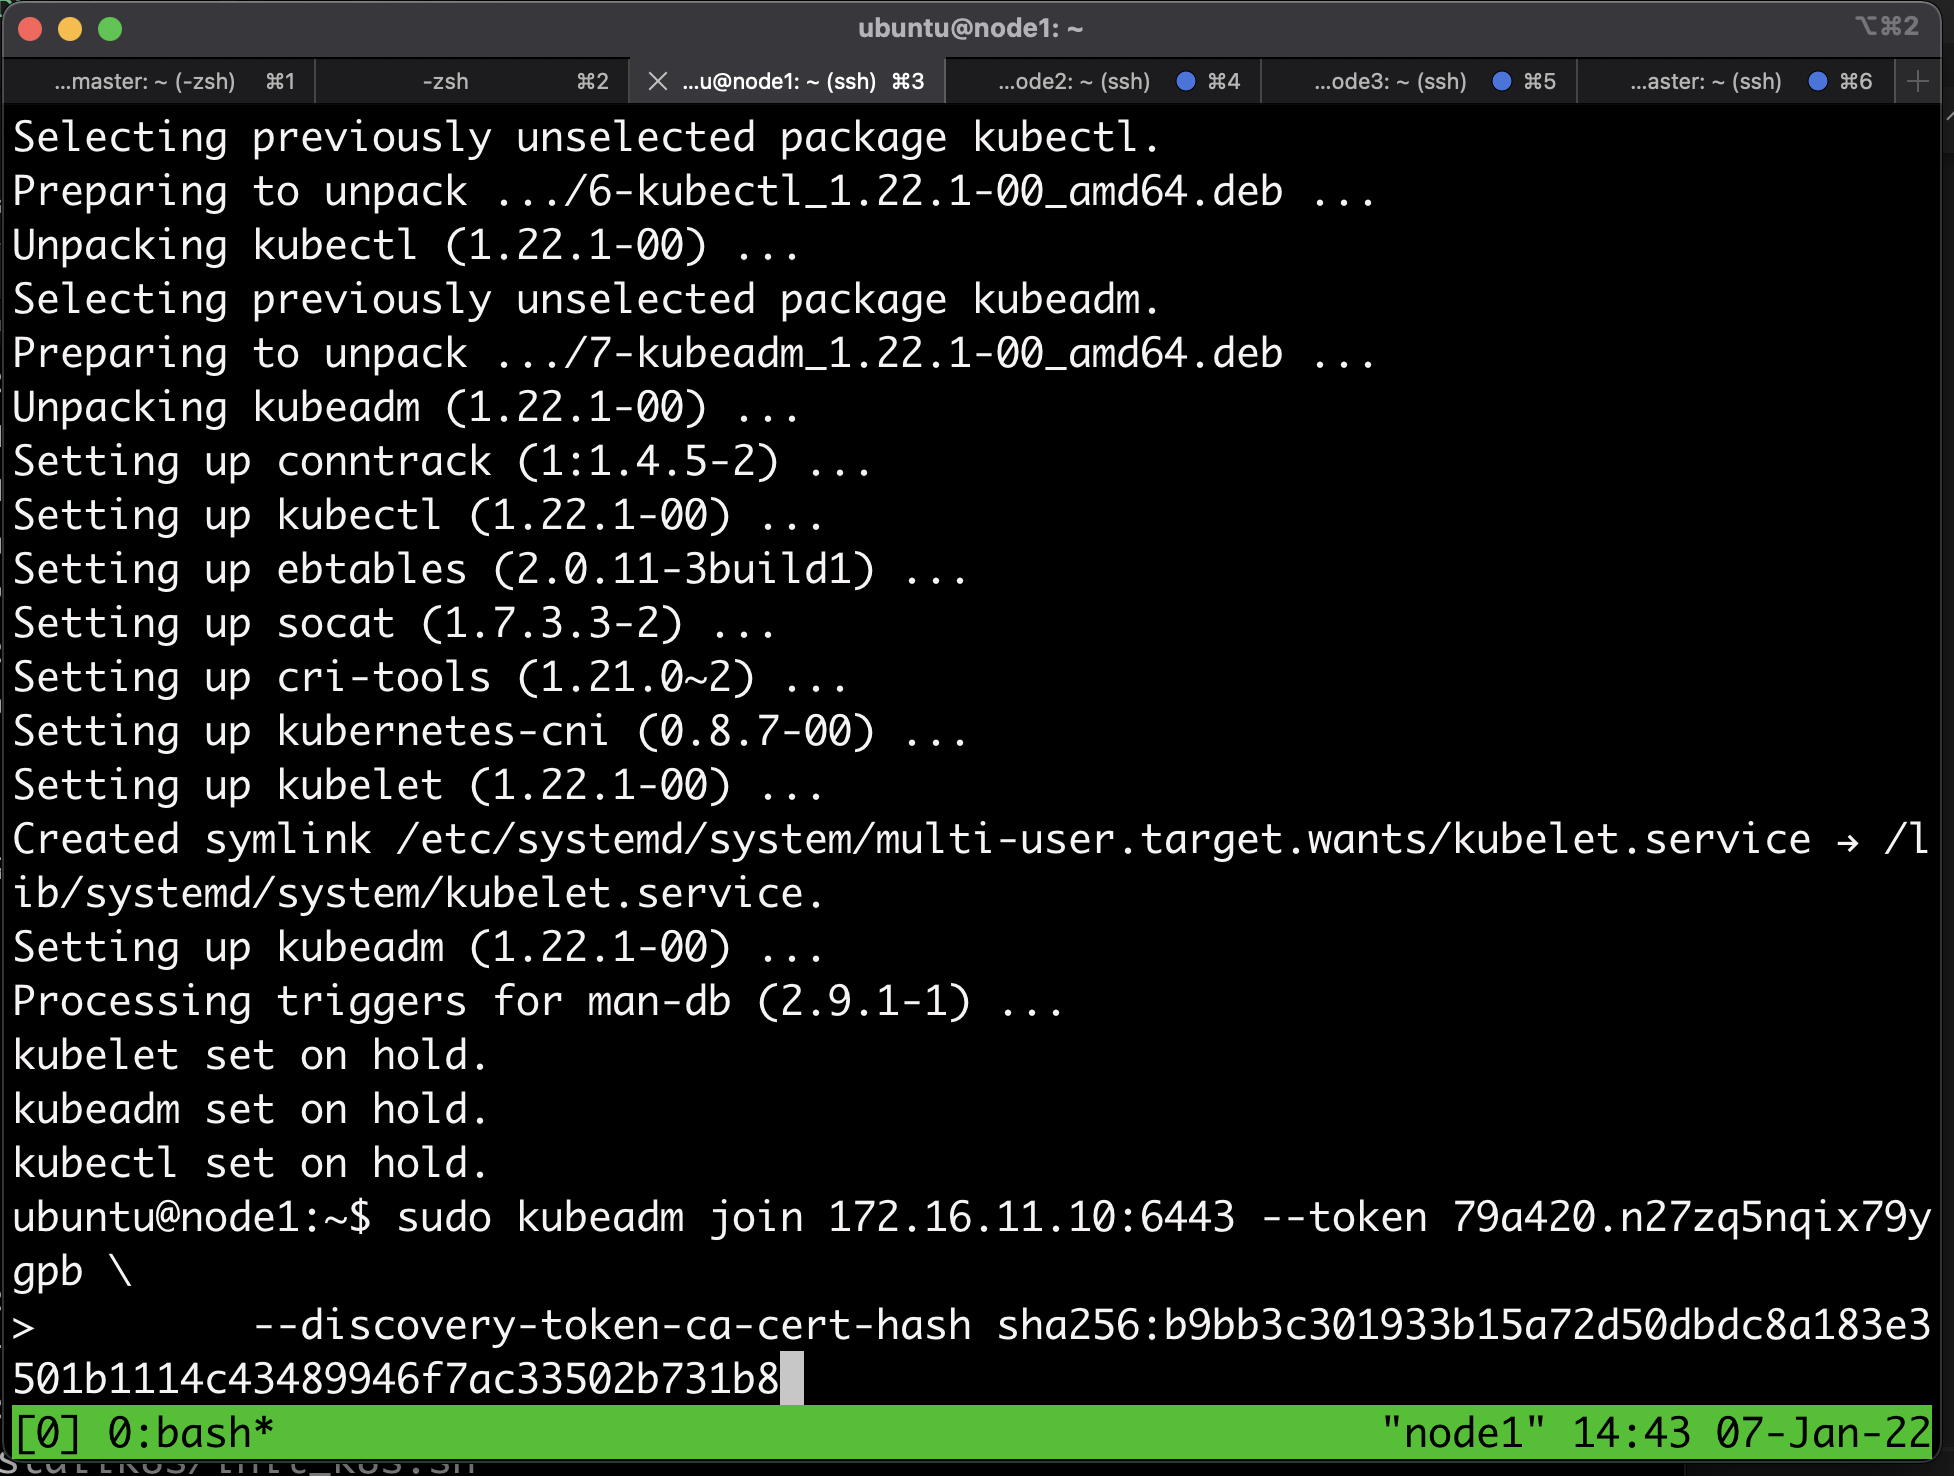 ubuntu@node1: ~
⌥⌘2
...master: ~ (-zsh) ⌘1
-zsh ⌘2
...u@node1: ~ (ssh) ⌘3
...ode2: ~ (ssh) ⌘4
...ode3: ~ (ssh) ⌘5
...aster: ~ (ssh) ⌘6
Selecting previously unselected package kubectl.
Preparing to unpack .../6-kubectl_1.22.1-00_amd64.deb ...
Unpacking kubectl (1.22.1-00) ...
Selecting previously unselected package kubeadm.
Preparing to unpack .../7-kubeadm_1.22.1-00_amd64.deb ...
Unpacking kubeadm (1.22.1-00) ...
Setting up conntrack (1:1.4.5-2) ...
Setting up kubectl (1.22.1-00) ...
Setting up ebtables (2.0.11-3build1) ...
Setting up socat (1.7.3.3-2) ...
Setting up cri-tools (1.21.0~2) ...
Setting up kubernetes-cni (0.8.7-00) ...
Setting up kubelet (1.22.1-00) ...
Created symlink /etc/systemd/system/multi-user.target.wants/kubelet.service → /l
ib/systemd/system/kubelet.service.
Setting up kubeadm (1.22.1-00) ...
Processing triggers for man-db (2.9.1-1) ...
kubelet set on hold.
kubeadm set on hold.
kubectl set on hold.
ubuntu@node1:~$ sudo kubeadm join 172.16.11.10:6443 --token 79a420.n27zq5nqix79y
gpb \
>         --discovery-token-ca-cert-hash sha256:b9bb3c301933b15a72d50dbdc8a183e3
501b1114c43489946f7ac33502b731b8
[0] 0:bash* "node1" 14:43 07-Jan-22